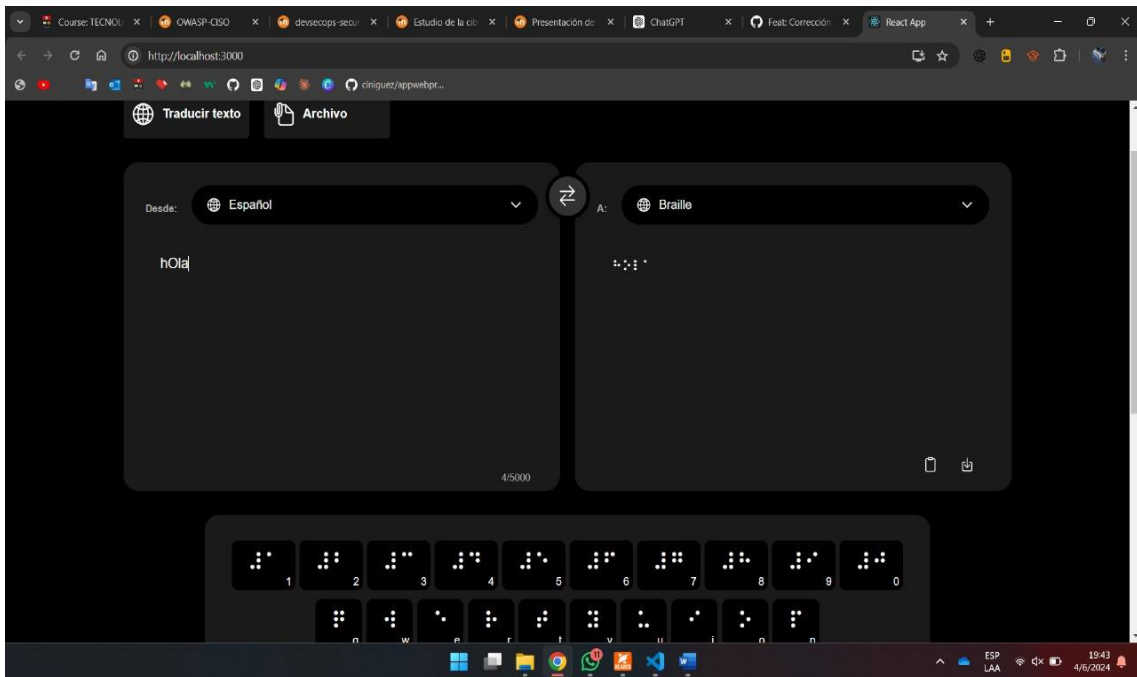 Course: TECNOL
OWASP-CISO
devsecops-secur
Estudio de la cib
Presentación de
ChatGPT
Feat: Corrección
React App
http://localhost:3000
ciniguez/appwebpr...
Traducir texto
Archivo
Desde:
Español
A:
Braille
hOla
⠓⠕⠇⠁
4/5000
⠼⠁ 1
⠼⠃ 2
⠼⠉ 3
⠼⠙ 4
⠼⠑ 5
⠼⠋ 6
⠼⠛ 7
⠼⠓ 8
⠼⠊ 9
⠼⠚ 0
w
e
r
t
u
i
o
11
ESP
LAA
19:43
4/6/2024